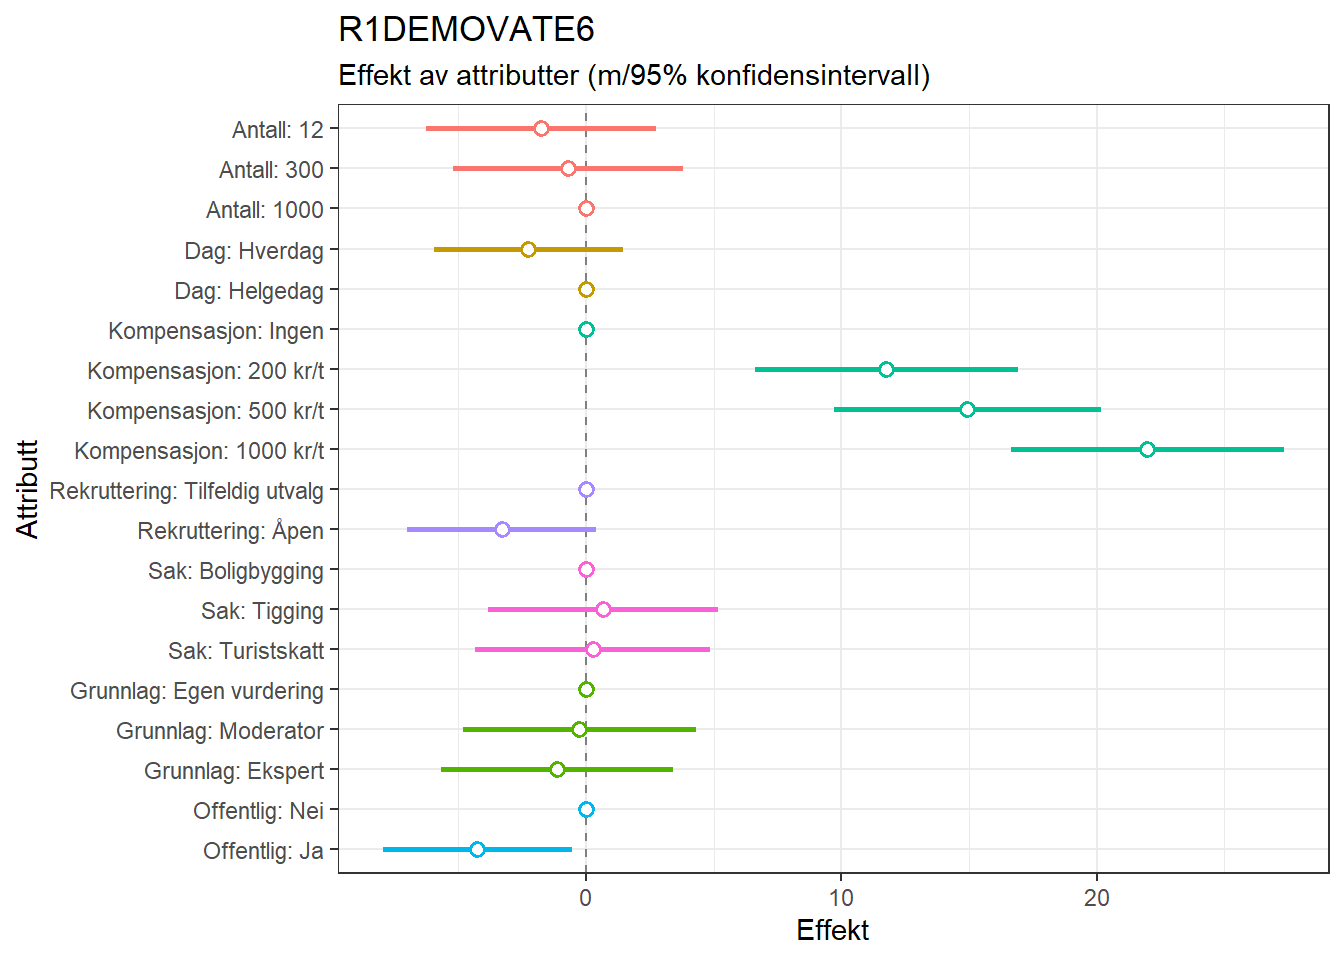 R1DEMOVATE6
Effekt av attributter (m/95% konfidensintervall)
Attributt
Antall: 12
Antall: 300
Antall: 1000
Dag: Hverdag
Dag: Helgedag
Kompensasjon: Ingen
Kompensasjon: 200 kr/t
Kompensasjon: 500 kr/t
Kompensasjon: 1000 kr/t
Rekruttering: Tilfeldig utvalg
Rekruttering: Åpen
Sak: Boligbygging
Sak: Tigging
Sak: Turistskatt
Grunnlag: Egen vurdering
Grunnlag: Moderator
Grunnlag: Ekspert
Offentlig: Nei
Offentlig: Ja
0 10 20
Effekt